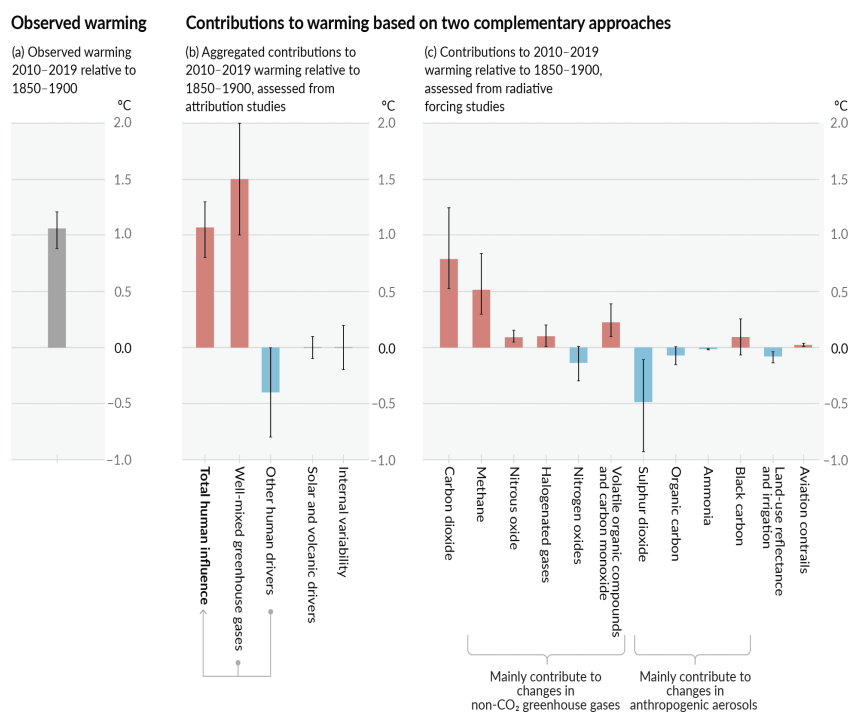 Observed warming
Contributions to warming based on two complementary approaches
(a) Observed warming
2010–2019 relative to
1850–1900
(b) Aggregated contributions to
2010–2019 warming relative to
1850–1900, assessed from
attribution studies
(c) Contributions to 2010–2019
warming relative to 1850–1900,
assessed from radiative
forcing studies
°C
2.0
1.5
1.0
0.5
0.0
–0.5
–1.0
°C
2.0
1.5
1.0
0.5
0.0
–0.5
–1.0
°C
2.0
1.5
1.0
0.5
0.0
–0.5
–1.0
Total human influence
Well-mixed greenhouse gases
Other human drivers
Solar and volcanic drivers
Internal variability
Carbon dioxide
Methane
Nitrous oxide
Halogenated gases
Nitrogen oxides
Volatile organic compounds
and carbon monoxide
Sulphur dioxide
Organic carbon
Ammonia
Black carbon
Land-use reflectance
and irrigation
Aviation contrails
Mainly contribute to
changes in
non-CO₂ greenhouse gases
Mainly contribute to
changes in
anthropogenic aerosols